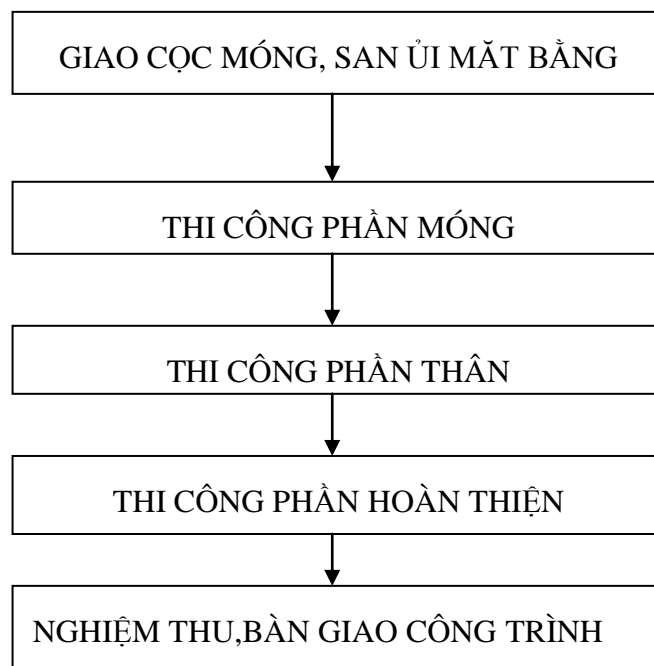 GIAO CỌC MÓNG, SAN ỦI MĂT BẰNG
THI CÔNG PHẦN MÓNG
THI CÔNG PHẦN THÂN
THI CÔNG PHẦN HOÀN THIỆN
NGHIỆM THU,BÀN GIAO CÔNG TRÌNH